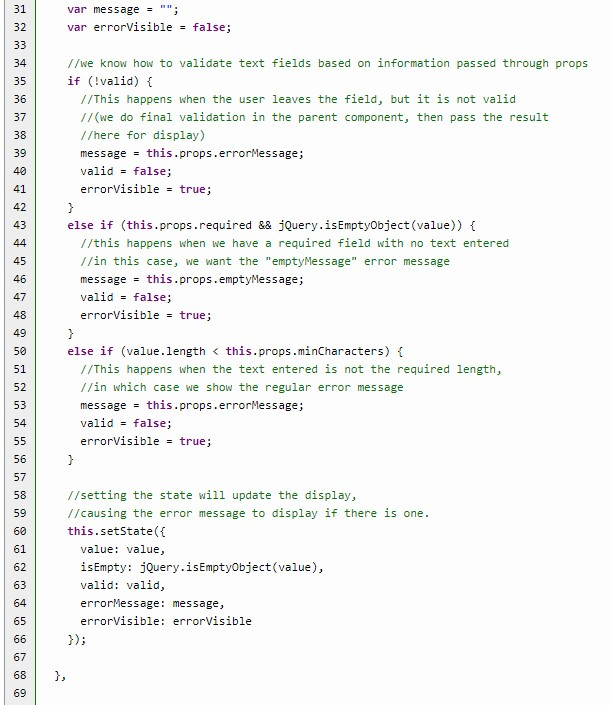 31 var message = "";
32 var errorVisible = false;
33
34 //we know how to validate text fields based on information passed through props
35 if (!valid) {
36 //This happens when the user leaves the field, but it is not valid
37 //(we do final validation in the parent component, then pass the result
38 //here for display)
39 message = this.props.errorMessage;
40 valid = false;
41 errorVisible = true;
42 }
43 else if (this.props.required && jQuery.isEmptyObject(value)) {
44 //this happens when we have a required field with no text entered
45 //in this case, we want the "emptyMessage" error message
46 message = this.props.emptyMessage;
47 valid = false;
48 errorVisible = true;
49 }
50 else if (value.length < this.props.minCharacters) {
51 //This happens when the text entered is not the required length,
52 //in which case we show the regular error message
53 message = this.props.errorMessage;
54 valid = false;
55 errorVisible = true;
56 }
57
58 //setting the state will update the display,
59 //causing the error message to display if there is one.
60 this.setState({
61 value: value,
62 isEmpty: jQuery.isEmptyObject(value),
63 valid: valid,
64 errorMessage: message,
65 errorVisible: errorVisible
66 });
67
68 },
69